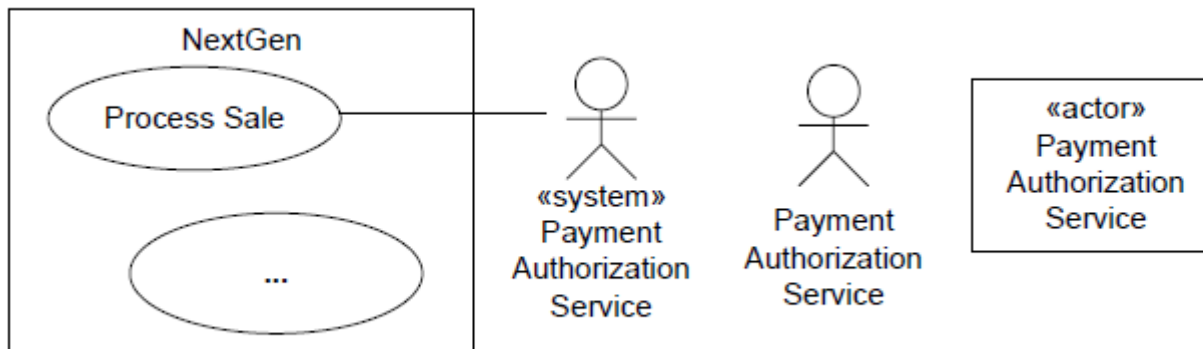 NextGen
Process Sale
...
«system»
Payment
Authorization
Service
Payment
Authorization
Service
«actor»
Payment
Authorization
Service